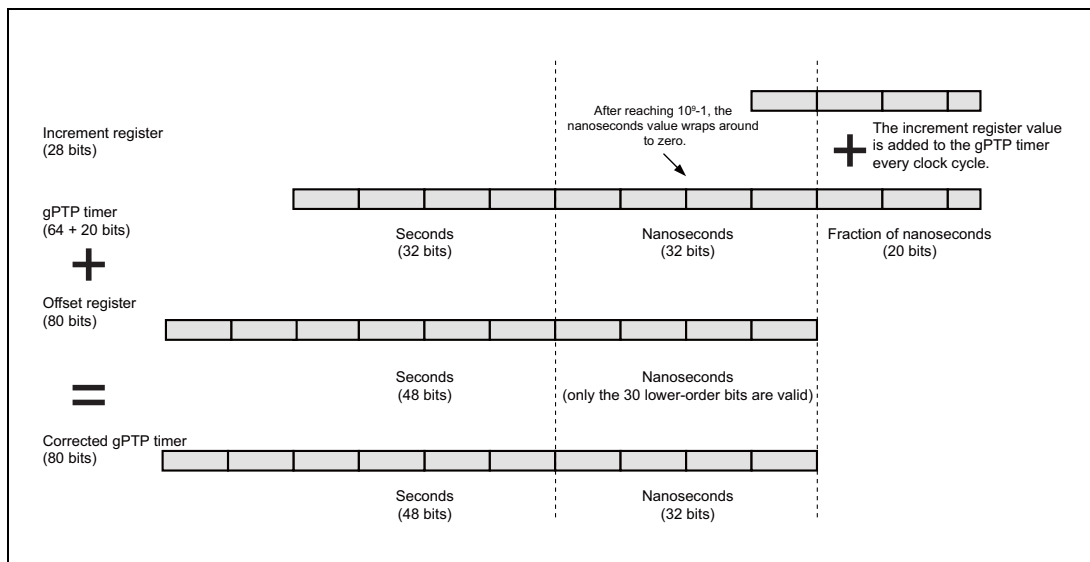 After reaching 10⁹-1, the
nanoseconds value wraps around
to zero.
Increment register
(28 bits)
+
The increment register value
is added to the gPTP timer
every clock cycle.
gPTP timer
(64 + 20 bits)
Seconds
(32 bits)
Nanoseconds
(32 bits)
Fraction of nanoseconds
(20 bits)
+
Offset register
(80 bits)
Seconds
(48 bits)
Nanoseconds
(only the 30 lower-order bits are valid)
=
Corrected gPTP timer
(80 bits)
Seconds
(48 bits)
Nanoseconds
(32 bits)